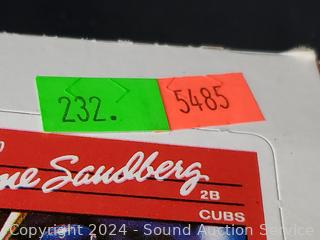 232.
5485
ne Sandberg
2B
CUBS
Copyright © 2024 - Sound Auction Service